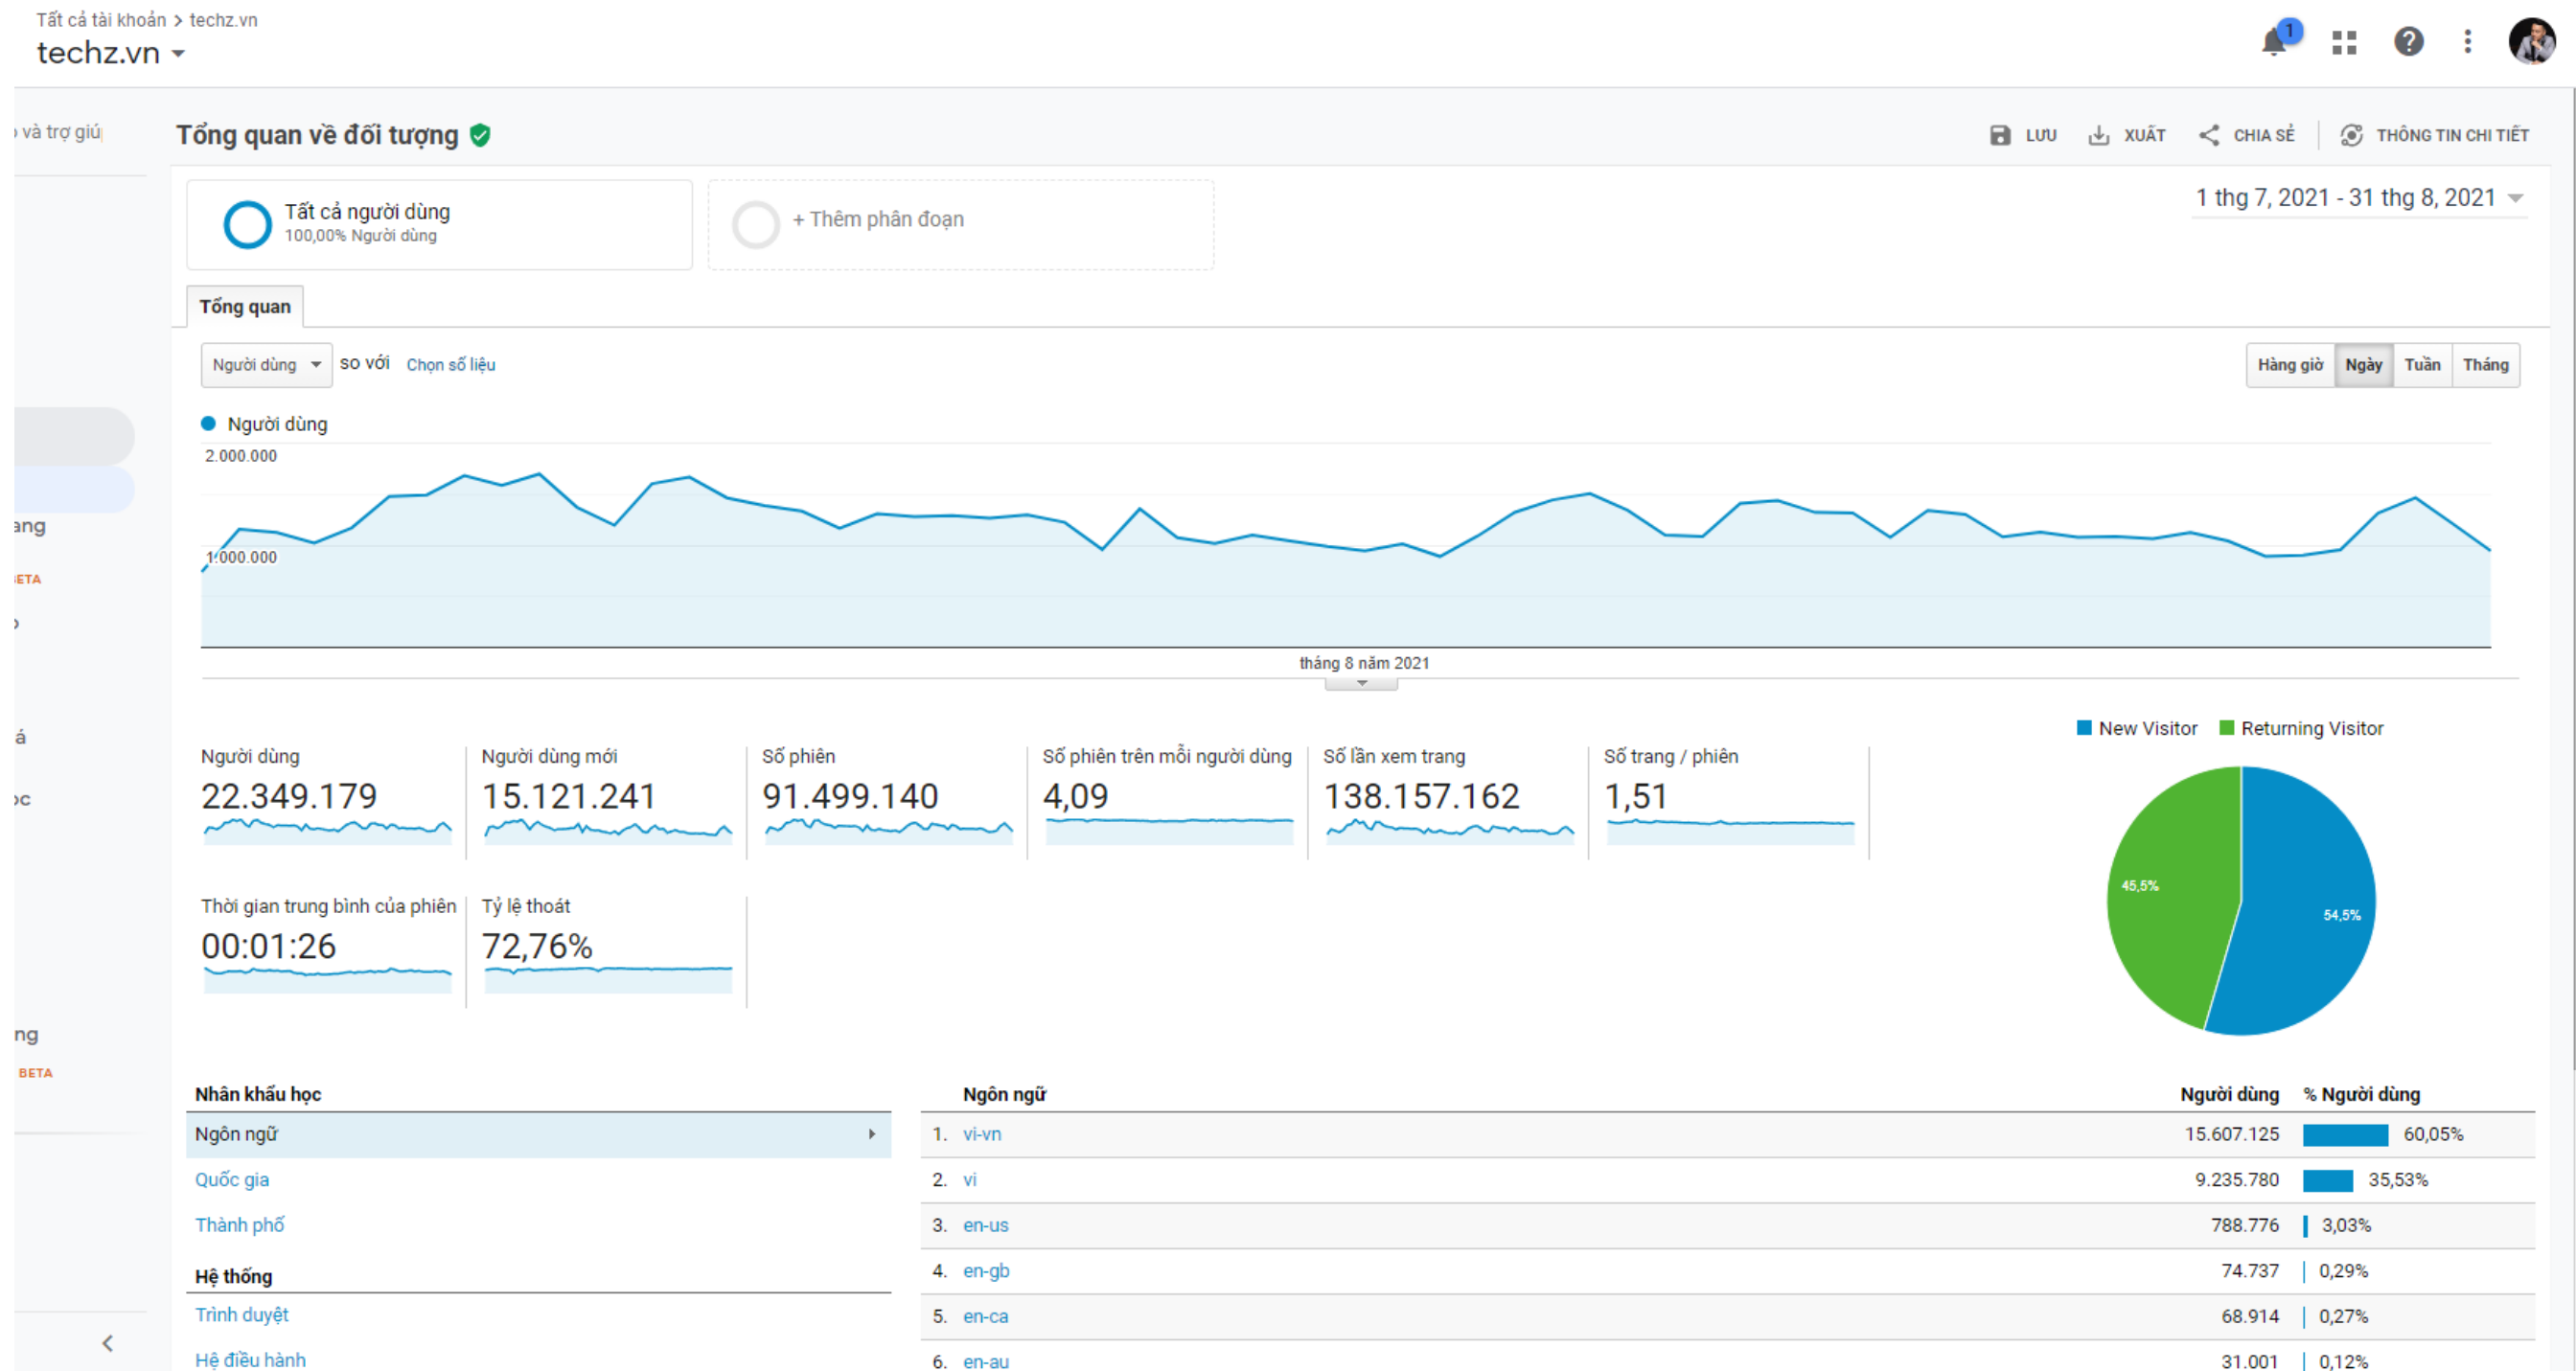 Tất cả tài khoản > techz.vn
techz.vn
1
và trợ giú
Tổng quan về đối tượng
LƯU
XUẤT
CHIA SẺ
THÔNG TIN CHI TIẾT
Tất cả người dùng
100,00% Người dùng
+ Thêm phân đoạn
1 thg 7, 2021 - 31 thg 8, 2021
Tổng quan
Người dùng so với Chọn số liệu
Hàng giờ Ngày Tuần Tháng
Người dùng
2.000.000
1.000.000
tháng 8 năm 2021
ang
BETA
á
ọc
ng
BETA
New Visitor Returning Visitor
Người dùng
22.349.179
Người dùng mới
15.121.241
Số phiên
91.499.140
Số phiên trên mỗi người dùng
4,09
Số lần xem trang
138.157.162
Số trang / phiên
1,51
Thời gian trung bình của phiên
00:01:26
Tỷ lệ thoát
72,76%
45,5%
54,5%
Nhân khẩu học
Ngôn ngữ
Quốc gia
Thành phố
Hệ thống
Trình duyệt
Hệ điều hành
Ngôn ngữ Người dùng % Người dùng
1. vi-vn 15.607.125 60,05%
2. vi 9.235.780 35,53%
3. en-us 788.776 3,03%
4. en-gb 74.737 0,29%
5. en-ca 68.914 0,27%
6. en-au 31.001 0,12%